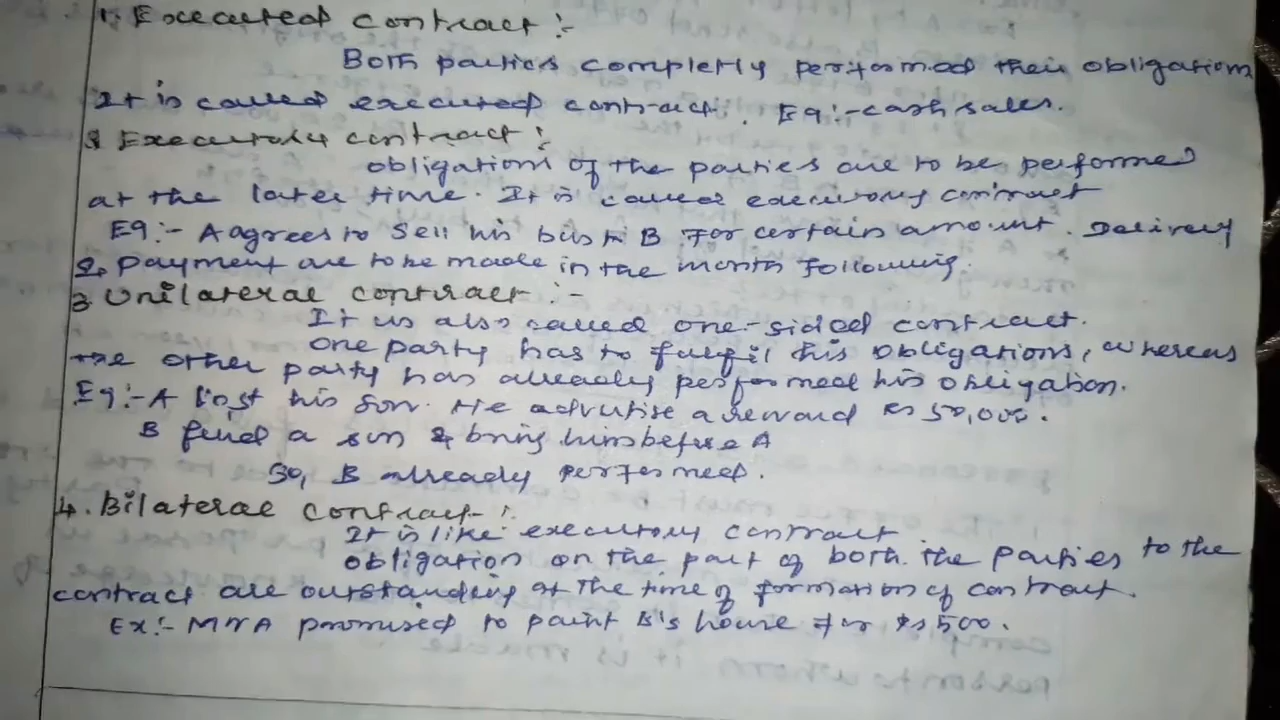 1. Executed contract :-
Both parties completly performed their obligations
It is called executed contract. Eg:- cash sales.
2 Executory contract :
obligations of the parties are to be performed
at the later time. It is called executory contract
Eg:- A agrees to sell his bus to B for certain amount. Delivery
& payment are to be made in the month following.
3 Unilateral contract :-
It is also called one-sided contract.
one party has to fulfil his obligations, whereas
the other party has already performed his obligation.
Eg:- A lost his son. He advertise a reward Rs 50,000.
B find a son & bring him before A
So, B already performed.
4. Bilateral contract :
It is like executory contract
obligation on the part of both the parties to the
contract are outstanding at the time of formation of contract.
Ex:- Mr A promised to paint B's house for Rs 500.